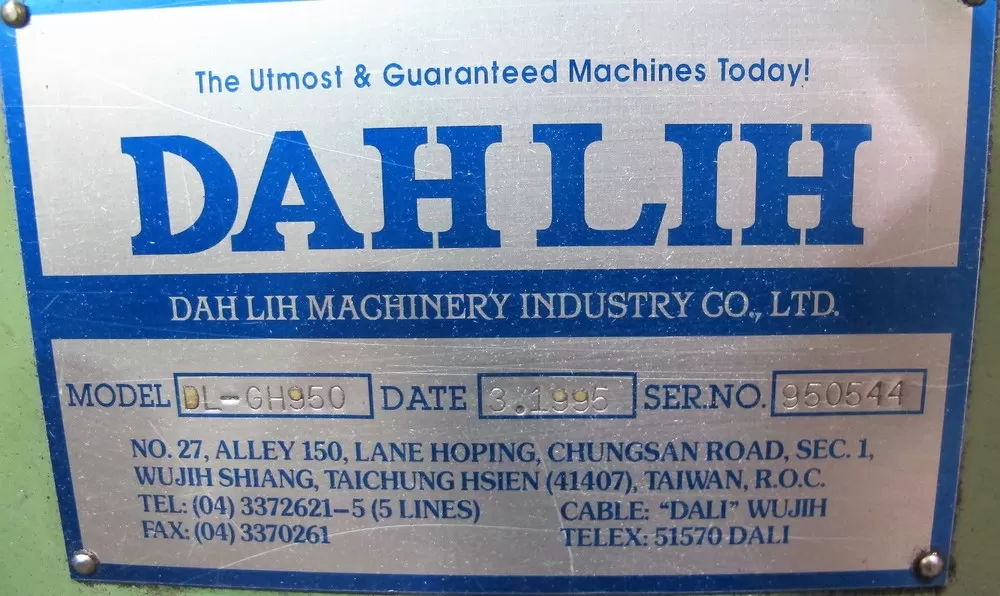 The Utmost & Guaranteed Machines Today!
DAH LIH
DAH LIH MACHINERY INDUSTRY CO., LTD.
MODEL DL-GH950 DATE 3.1995 SER.NO. 950544
NO. 27, ALLEY 150, LANE HOPING, CHUNGSAN ROAD, SEC. 1,
WUJIH SHIANG, TAICHUNG HSIEN (41407), TAIWAN, R.O.C.
TEL: (04) 3372621-5 (5 LINES) CABLE: "DALI" WUJIH
FAX: (04) 3370261 TELEX: 51570 DALI